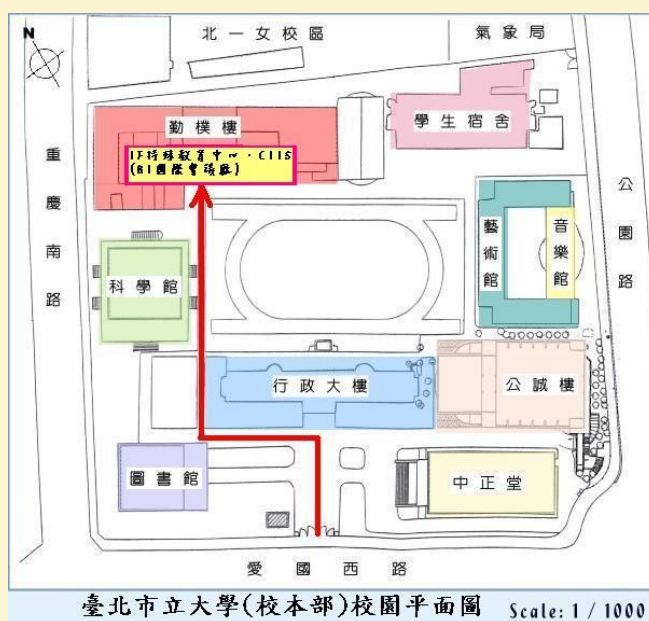 N
北一女校區
氣象局
勤樸樓
1F特殊教育中心·C115
(B1國際會議廳)
學生宿舍
重慶南路
公園路
藝術館
音樂館
科學館
行政大樓
公誠樓
圖書館
中正堂
愛國西路
臺北市立大學(校本部)校園平面圖 Scale: 1 / 1000